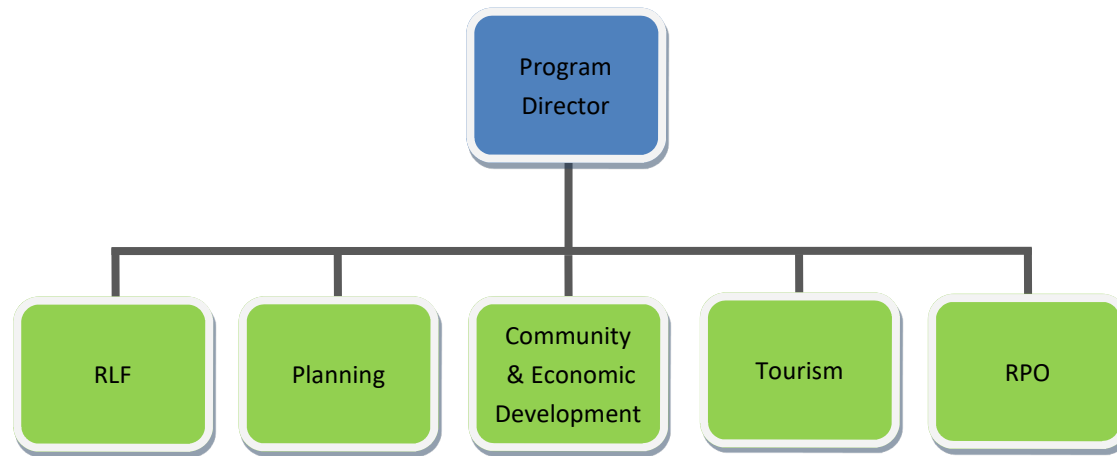 Program
Director
RLF
Planning
Community
& Economic
Development
Tourism
RPO